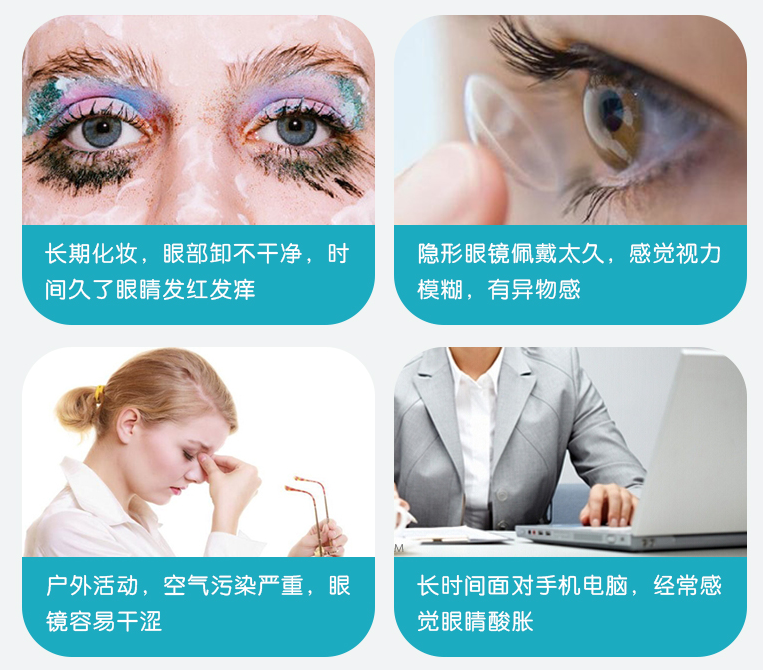 长期化妆，眼部卸不干净，时
间久了眼睛发红发痒
隐形眼镜佩戴太久，感觉视力
模糊，有异物感
户外活动，空气污染严重，眼
镜容易干涩
长时间面对手机电脑，经常感
觉眼睛酸胀
M